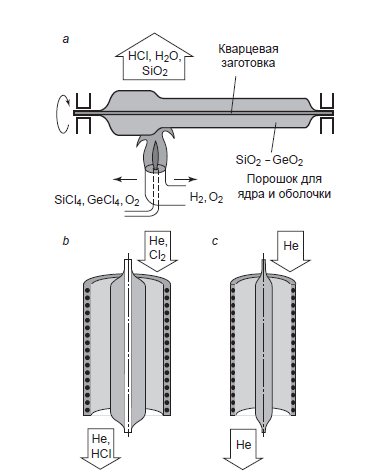 a
HCl, H2O,
SiO2
Кварцевая
заготовка
SiO2 – GeO2
Порошок для
ядра и оболочки
SiCl4, GeCl4, O2
H2, O2
b
He,
Cl2
He,
HCl
c
He
He